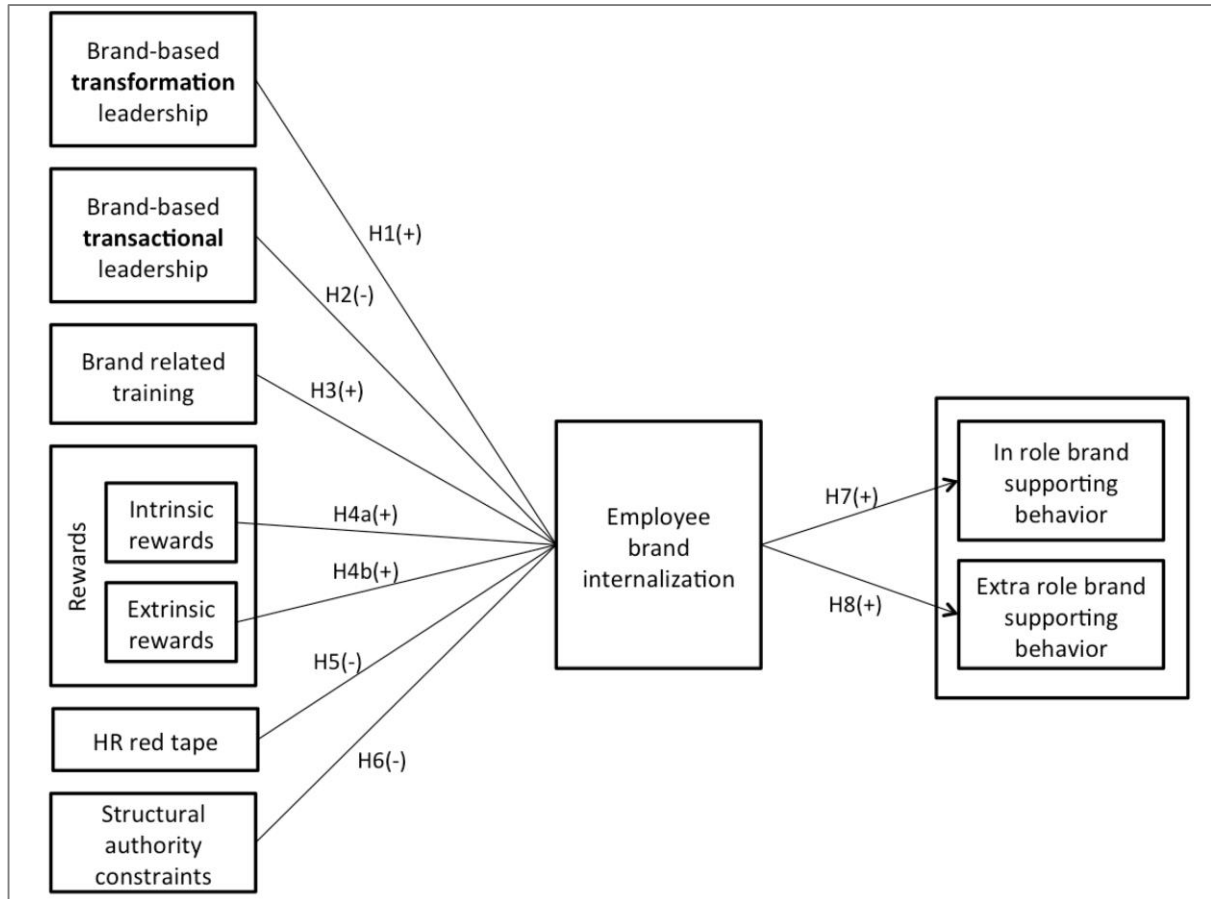 Brand-based
transformation
leadership
Brand-based
transactional
leadership
Brand related
training
Rewards
Intrinsic
rewards
Extrinsic
rewards
HR red tape
Structural
authority
constraints
H1(+)
H2(-)
H3(+)
H4a(+)
H4b(+)
H5(-)
H6(-)
Employee
brand
internalization
H7(+)
H8(+)
In role brand
supporting
behavior
Extra role brand
supporting
behavior